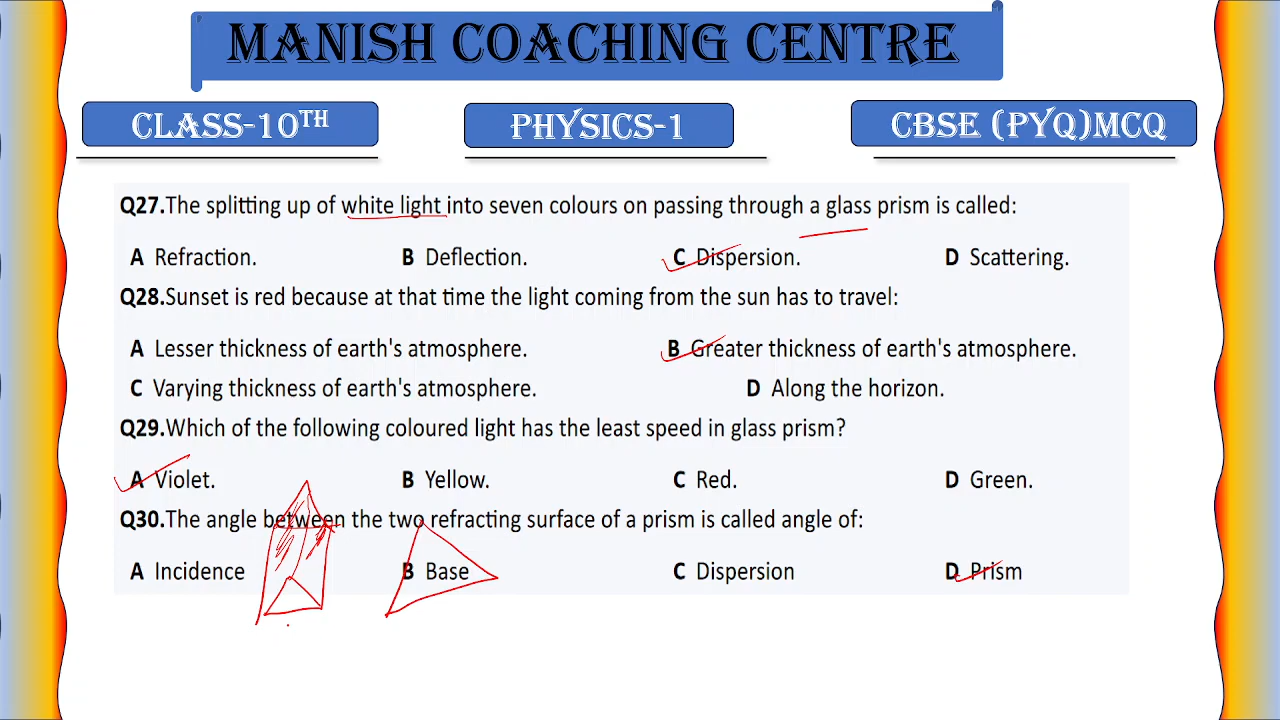 MANISH COACHING CENTRE
CLASS-10TH PHYSICS-1 CBSE (PYQ)MCQ
Q27.The splitting up of white light into seven colours on passing through a glass prism is called:
A Refraction. B Deflection. C Dispersion. D Scattering.
Q28.Sunset is red because at that time the light coming from the sun has to travel:
A Lesser thickness of earth's atmosphere. B Greater thickness of earth's atmosphere.
C Varying thickness of earth's atmosphere. D Along the horizon.
Q29.Which of the following coloured light has the least speed in glass prism?
A Violet. B Yellow. C Red. D Green.
Q30.The angle between the two refracting surface of a prism is called angle of:
A Incidence B Base C Dispersion D Prism